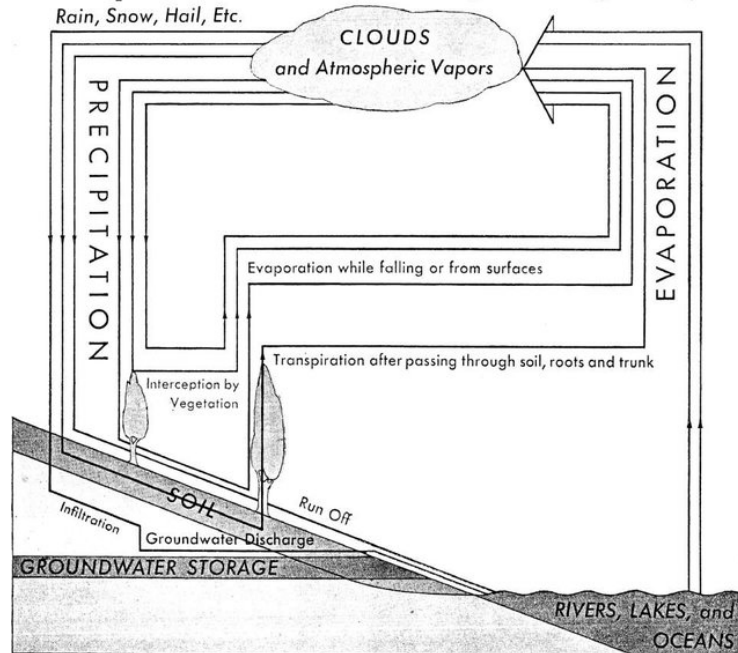 Rain, Snow, Hail, Etc.
CLOUDS
and Atmospheric Vapors
PRECIPITATION
EVAPORATION
Evaporation while falling or from surfaces
Transpiration after passing through soil, roots and trunk
Interception by
Vegetation
SOIL
Run Off
Infiltration
Groundwater Discharge
GROUNDWATER STORAGE
RIVERS, LAKES, and
OCEANS